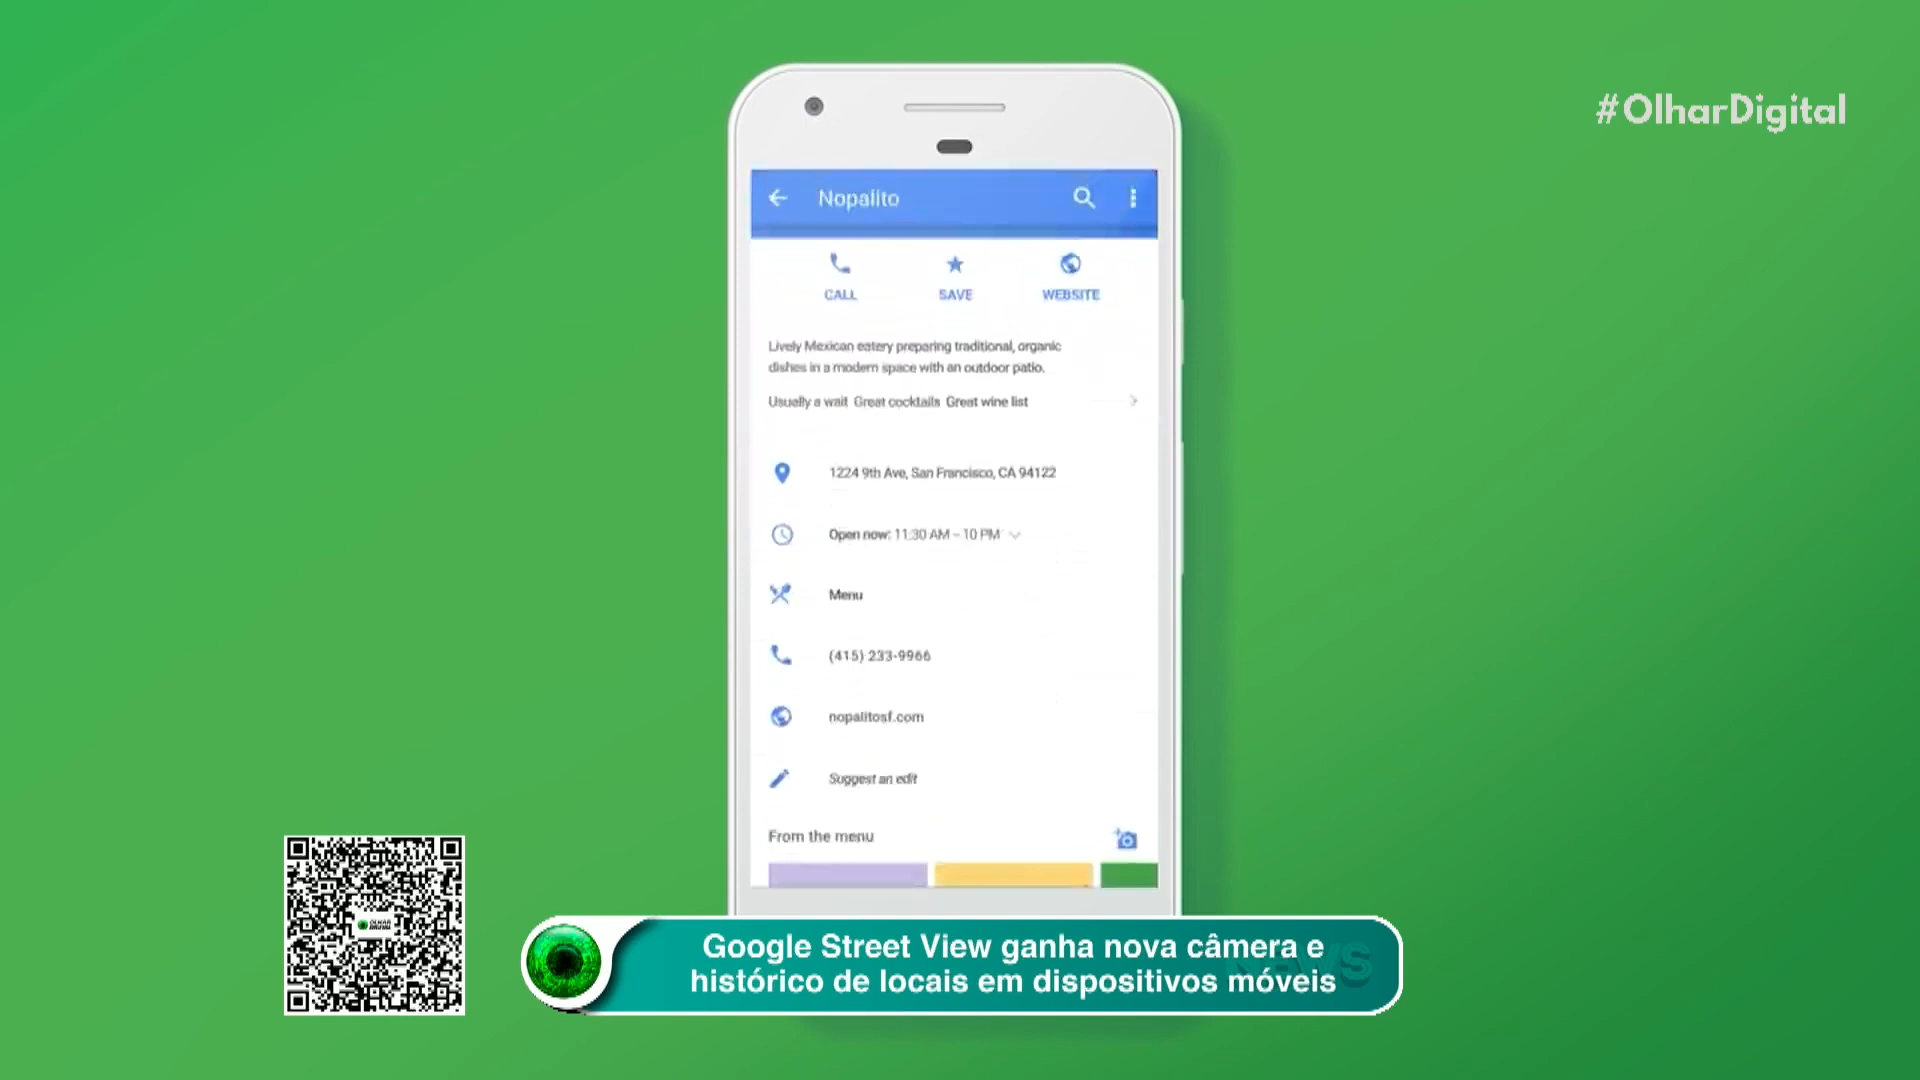 #OlharDigital
Nopalito
CALL
SAVE
WEBSITE
Lively Mexican eatery preparing traditional, organic
dishes in a modern space with an outdoor patio.
Usually a wait Great cocktails Great wine list
1224 9th Ave, San Francisco, CA 94122
Open now: 11:30 AM – 10 PM
Menu
(415) 233-9966
nopalitosf.com
Suggest an edit
From the menu
OLHAR
DIGITAL
Google Street View ganha nova câmera e
histórico de locais em dispositivos móveis
NEWS